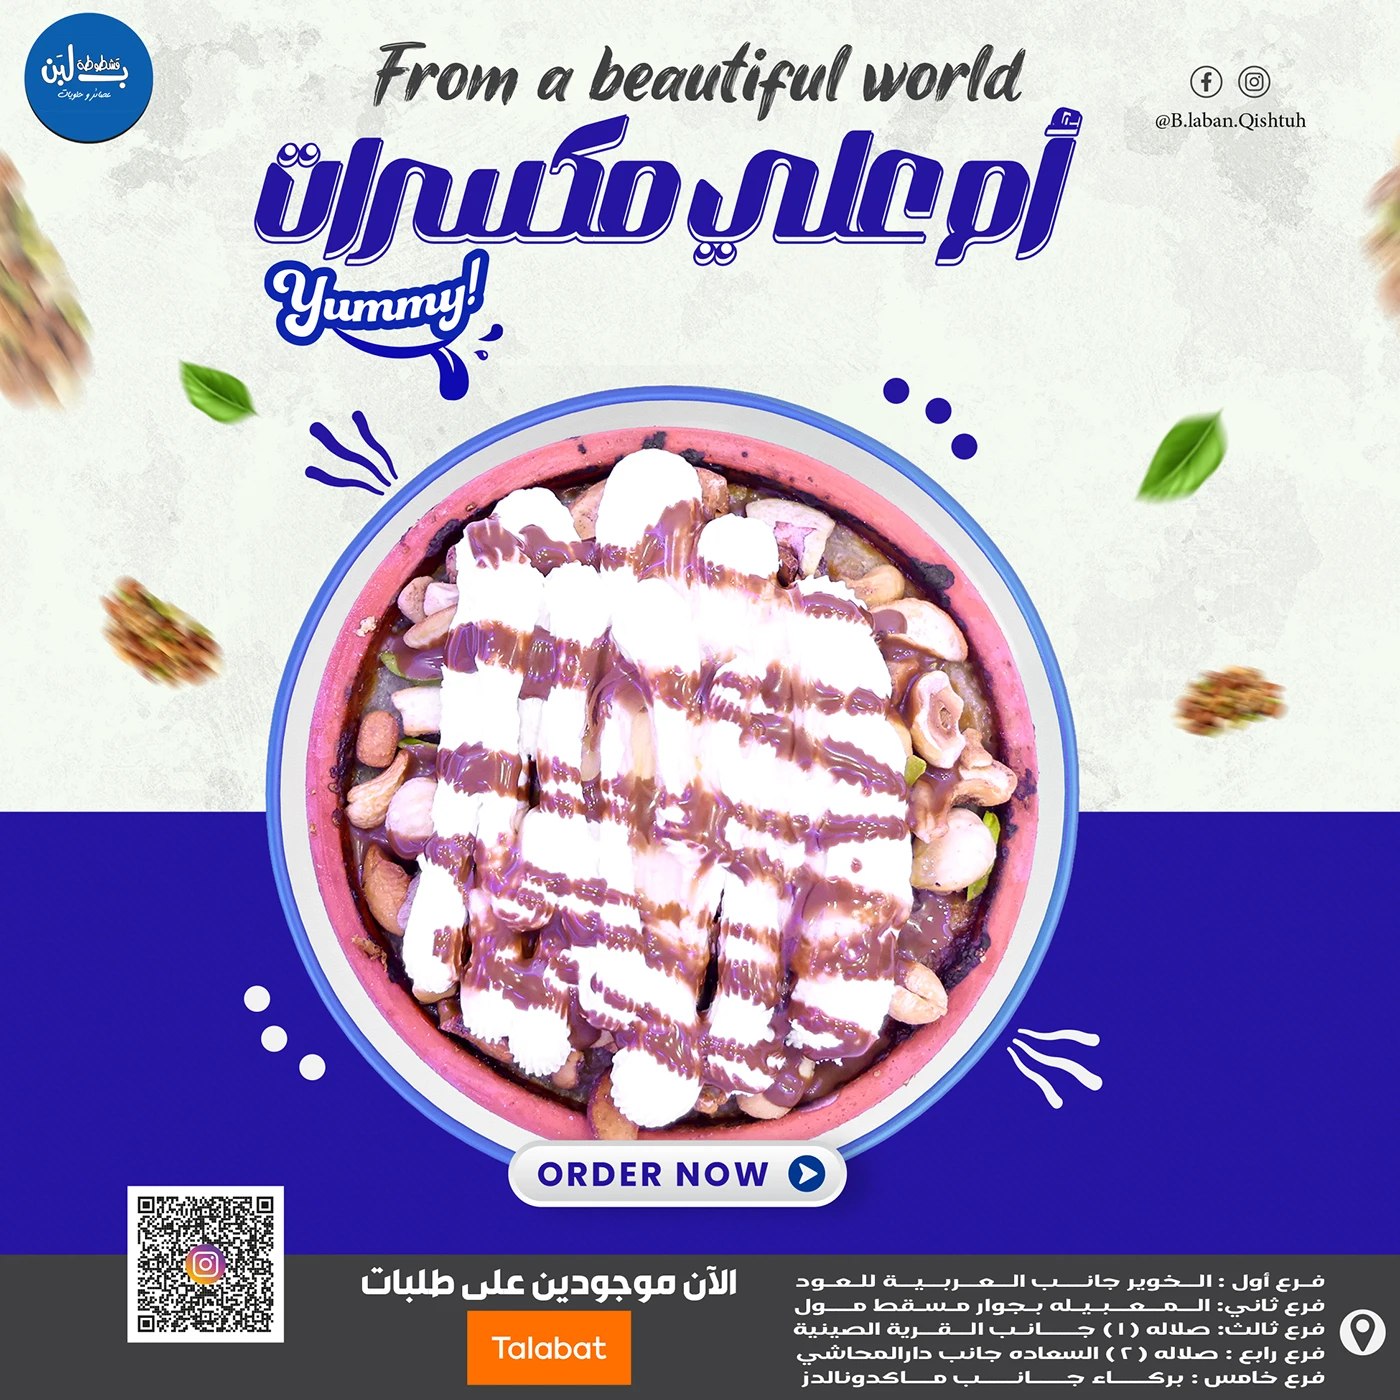 قشطوطة
بـ لبَن
عصائر و حلويات
From a beautiful world
@B.laban.Qishtuh
أم علي مكسرات
Yummy!
ORDER NOW
الآن موجودين على طلبات
Talabat
فرع أول : الخوير جانب العربية للعود
فرع ثاني: المعبيله بجوار مسقط مول
فرع ثالث: صلاله (١) جانب القرية الصينية
فرع رابع : صلاله (٢) السعاده جانب دارالمحاشي
فرع خامس : بركاء جانب ماكدونالدز